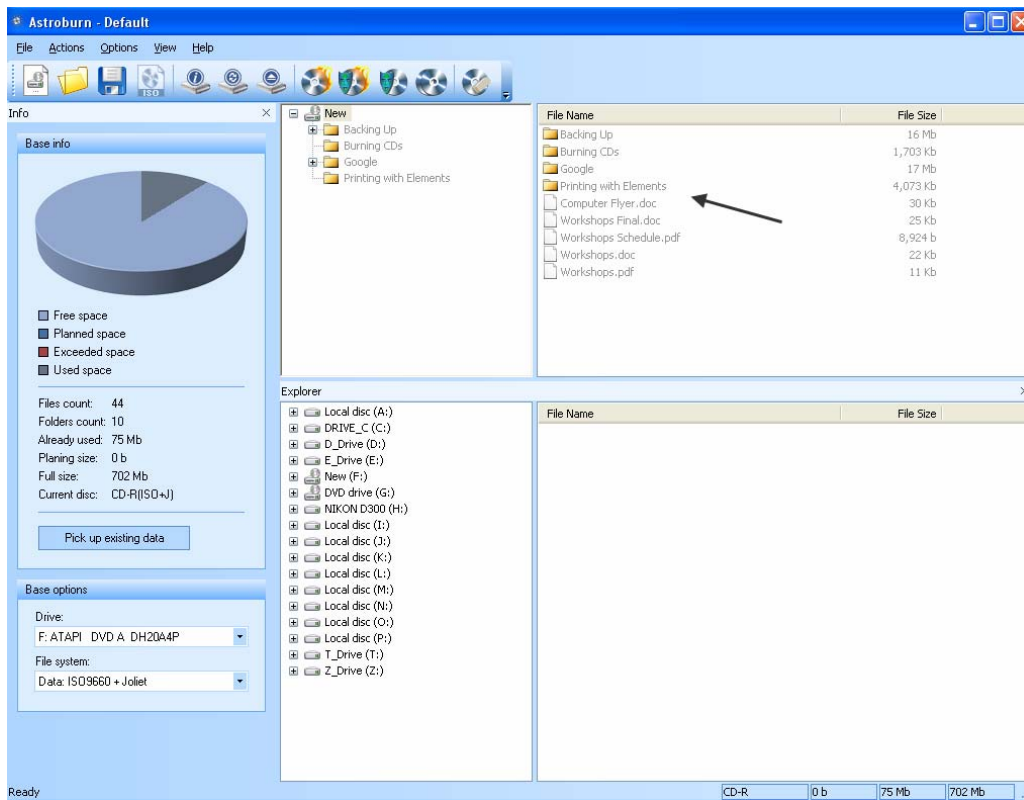 Astroburn - Default
File Actions Options View Help
ISO
Info
Base info
Free space
Planned space
Exceeded space
Used space
Files count: 44
Folders count: 10
Already used: 75 Mb
Planing size: 0 b
Full size: 702 Mb
Current disc: CD-R(ISO+J)
Pick up existing data
Base options
Drive:
F: ATAPI DVD A DH20A4P
File system:
Data: ISO9660 + Joliet
New
Backing Up
Burning CDs
Google
Printing with Elements
File Name File Size
Backing Up 16 Mb
Burning CDs 1,703 Kb
Google 17 Mb
Printing with Elements 4,073 Kb
Computer Flyer.doc 30 Kb
Workshops Final.doc 25 Kb
Workshops Schedule.pdf 8,924 b
Workshops.doc 22 Kb
Workshops.pdf 11 Kb
Explorer
Local disc (A:)
DRIVE_C (C:)
D_Drive (D:)
E_Drive (E:)
New (F:)
DVD drive (G:)
NIKON D300 (H:)
Local disc (I:)
Local disc (J:)
Local disc (K:)
Local disc (L:)
Local disc (M:)
Local disc (N:)
Local disc (O:)
Local disc (P:)
T_Drive (T:)
Z_Drive (Z:)
File Name File Size
Ready CD-R 0 b 75 Mb 702 Mb